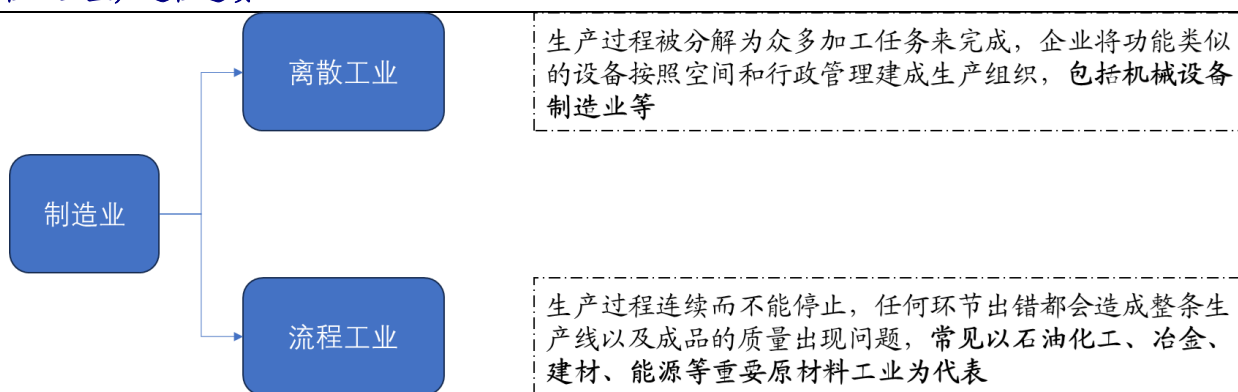 离散工业
生产过程被分解为众多加工任务来完成，企业将功能类似
的设备按照空间和行政管理建成生产组织，包括机械设备
制造业等
制造业
流程工业
生产过程连续而不能停止，任何环节出错都会造成整条生
产线以及成品的质量出现问题，常见以石油化工、冶金、
建材、能源等重要原材料工业为代表